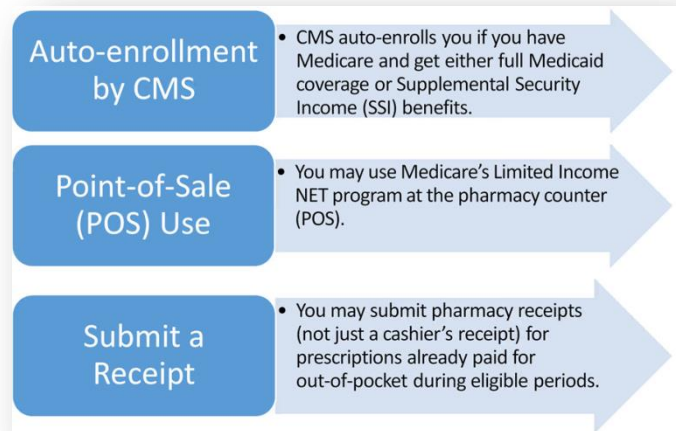 Auto-enrollment
by CMS
• CMS auto-enrolls you if you have
Medicare and get either full Medicaid
coverage or Supplemental Security
Income (SSI) benefits.
Point-of-Sale
(POS) Use
• You may use Medicare’s Limited Income
NET program at the pharmacy counter
(POS).
Submit a
Receipt
• You may submit pharmacy receipts
(not just a cashier’s receipt) for
prescriptions already paid for
out-of-pocket during eligible periods.